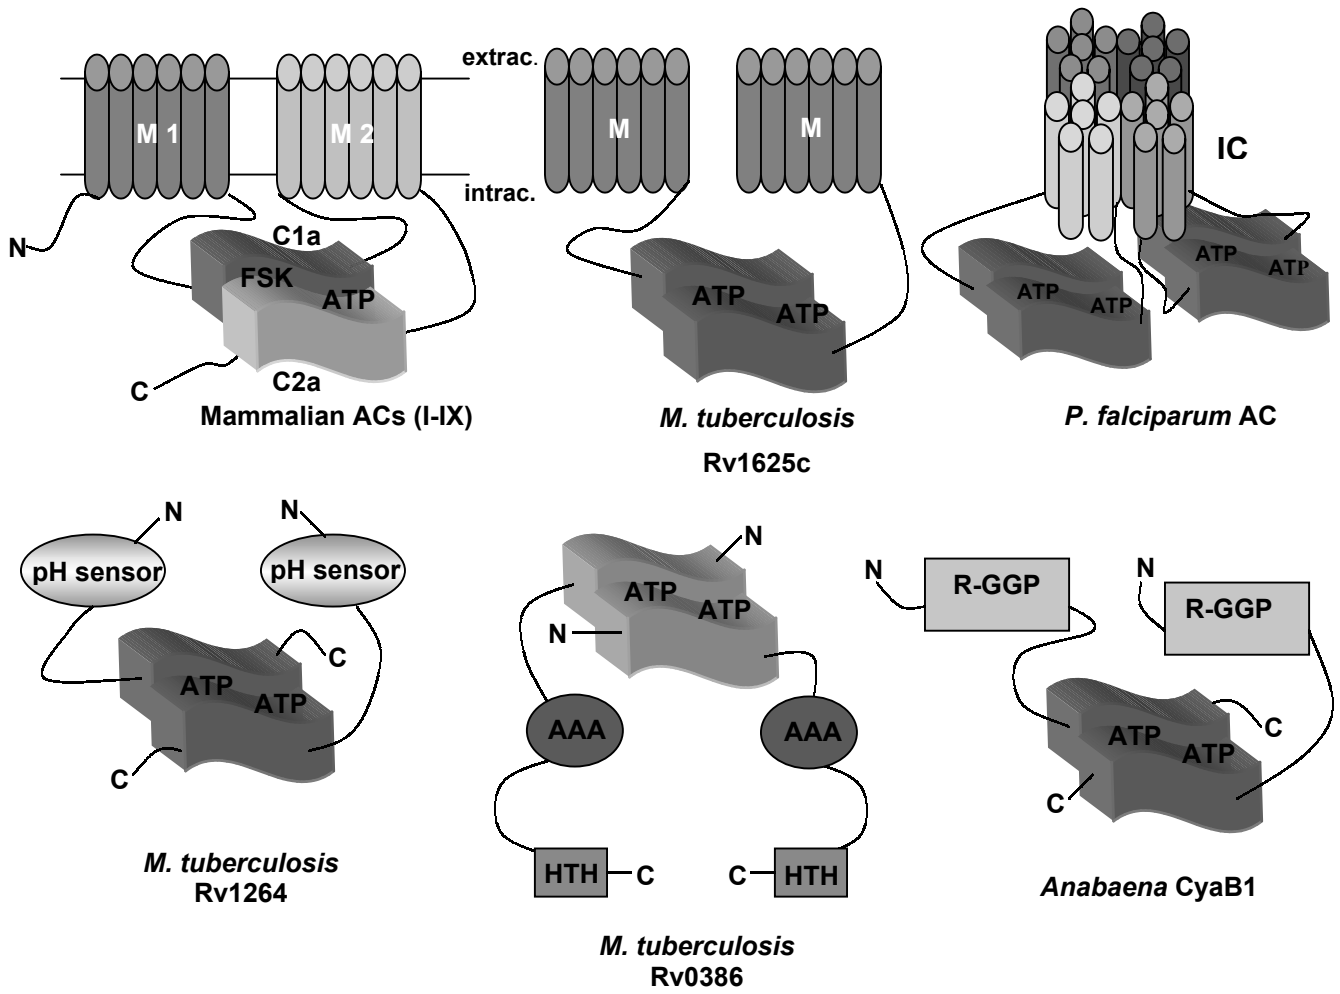 extrac.
M 1
M 2
intrac.
N
C1a
FSK
ATP
C
C2a
Mammalian ACs (I-IX)
M
M
ATP
ATP
M. tuberculosis
Rv1625c
IC
ATP
ATP
ATP
ATP
P. falciparum AC
N
N
pH sensor
pH sensor
C
ATP
ATP
C
M. tuberculosis
Rv1264
N
ATP
ATP
N
AAA
AAA
HTH
C
C
HTH
M. tuberculosis
Rv0386
N
N
R-GGP
R-GGP
C
ATP
ATP
C
Anabaena CyaB1